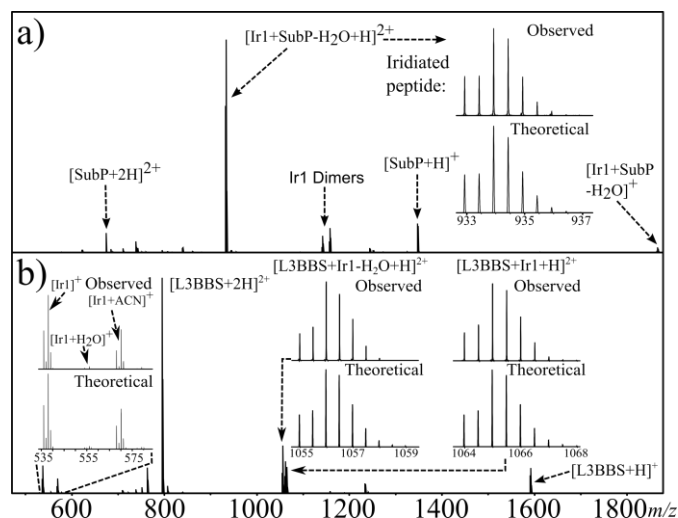 a)
[Ir1+SubP-H2O+H]2+
Observed
Iridiated
peptide:
Theoretical
[SubP+2H]2+
Ir1 Dimers
[SubP+H]+
[Ir1+SubP
-H2O]+
933 935 937
b)
[Ir1]+ Observed
[Ir1+ACN]+
[Ir1+H2O]+
Theoretical
535 555 575
[L3BBS+2H]2+
[L3BBS+Ir1-H2O+H]2+
Observed
Theoretical
1055 1057 1059
[L3BBS+Ir1+H]2+
Observed
Theoretical
1064 1066 1068
[L3BBS+H]+
600 800 1000 1200 1400 1600 1800 m/z